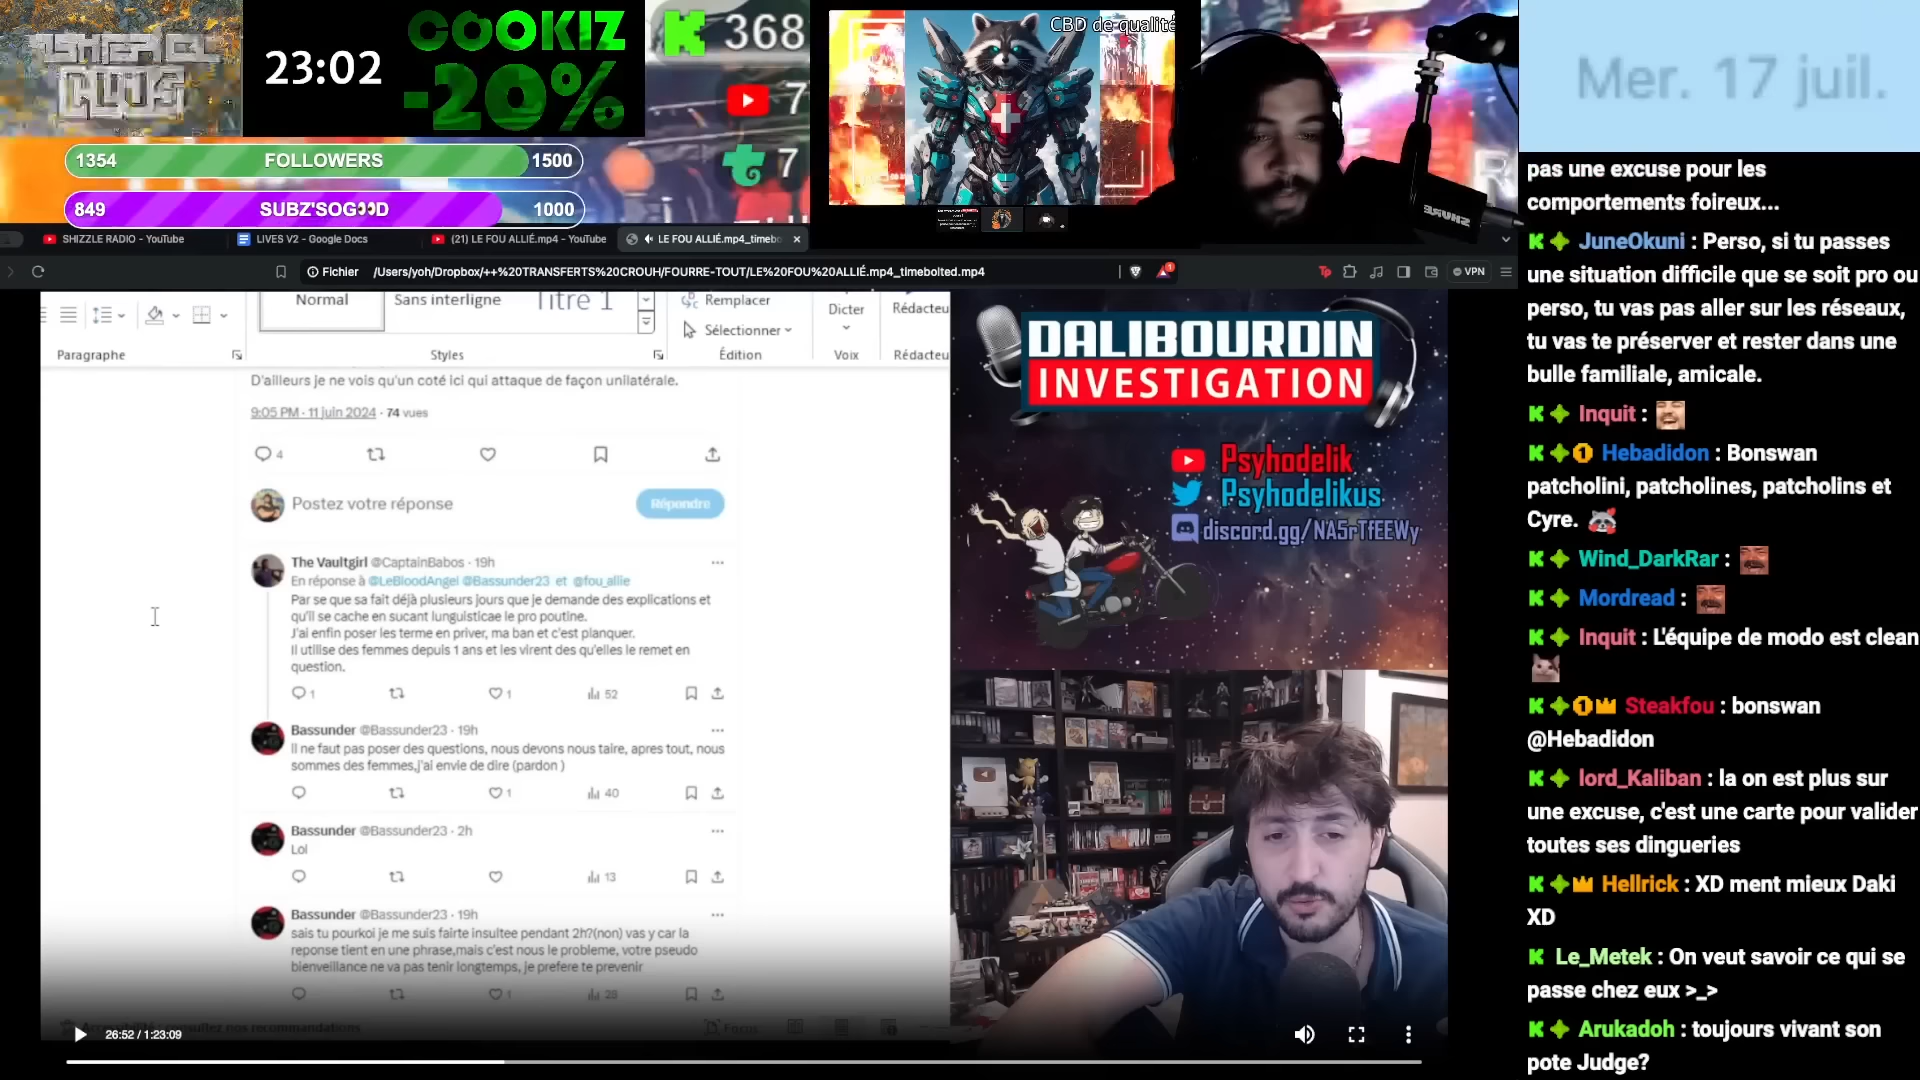 23:02
COOKIZ
-20%
368
7
7
CBD de qualité
1354 FOLLOWERS 1500
849 SUBZ'SOG D 1000
Mer. 17 juil.
SHURE
SHIZZLE RADIO - YouTube
LIVES V2 - Google Docs
(21) LE FOU ALLIÉ.mp4 - YouTube
LE FOU ALLIÉ.mp4_timebo
Fichier /Users/yoh/Dropbox/++%20TRANSFERTS%20CROUH/FOURRE-TOUT/LE%20FOU%20ALLIÉ.mp4_timebolted.mp4
VPN
Normal
Sans interligne
Titre 1
Remplacer
Sélectionner
Dicter
Rédacteu
Paragraphe
Styles
Édition
Voix
Rédacteu
D'ailleurs je ne vois qu'un coté ici qui attaque de façon unilatérale.
9:05 PM · 11 juin 2024 · 74 vues
4
Postez votre réponse
Répondre
The Vaultgirl @CaptainBabos · 19h
En réponse à @LeBloodAngel @Bassunder23 et @fou_allie
Par se que sa fait déjà plusieurs jours que je demande des explications et
qu'il se cache en sucant lunguisticae le pro poutine.
J'ai enfin poser les terme en priver, ma ban et c'est planquer.
Il utilise des femmes depuis 1 ans et les virent des qu'elles le remet en
question.
1
1
52
Bassunder @Bassunder23 · 19h
Il ne faut pas poser des questions, nous devons nous taire, apres tout, nous
sommes des femmes,j'ai envie de dire (pardon )
1
40
Bassunder @Bassunder23 · 2h
Lol
13
Bassunder @Bassunder23 · 19h
sais tu pourkoi je me suis fairte insultee pendant 2h?(non) vas y car la
reponse tient en une phrase,mais c'est nous le probleme, votre pseudo
bienveillance ne va pas tenir longtemps, je prefere te prevenir
1
28
consultez nos recommandations
Focus
26:52 / 1:23:09
DALIBOURDIN
INVESTIGATION
Psyhodelik
Psyhodelikus
discord.gg/NA5rTfEEWy
pas une excuse pour les
comportements foireux...
JuneOkuni : Perso, si tu passes
une situation difficile que se soit pro ou
perso, tu vas pas aller sur les réseaux,
tu vas te préserver et rester dans une
bulle familiale, amicale.
Inquit :
Hebadidon : Bonswan
patcholini, patcholines, patcholins et
Cyre.
Wind_DarkRar :
Mordread :
Inquit : L'équipe de modo est clean
Steakfou : bonswan
@Hebadidon
lord_Kaliban : la on est plus sur
une excuse, c'est une carte pour valider
toutes ses dingueries
Hellrick : XD ment mieux Daki
XD
Le_Metek : On veut savoir ce qui se
passe chez eux >_>
Arukadoh : toujours vivant son
pote Judge?